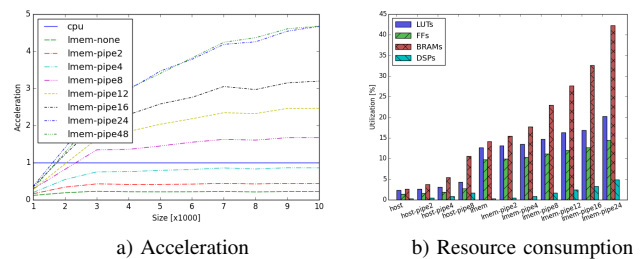 5
4
3
2
1
0
Acceleration
cpu
lmem-none
lmem-pipe2
lmem-pipe4
lmem-pipe8
lmem-pipe12
lmem-pipe16
lmem-pipe24
lmem-pipe48
1 2 3 4 5 6 7 8 9 10
Size [x1000]
a) Acceleration
45
40
35
30
25
20
15
10
5
0
Utilization [%]
LUTs
FFs
BRAMs
DSPs
host
host-pipe2
host-pipe4
host-pipe8
lmem
lmem-pipe2
lmem-pipe4
lmem-pipe8
lmem-pipe12
lmem-pipe16
lmem-pipe24
b) Resource consumption